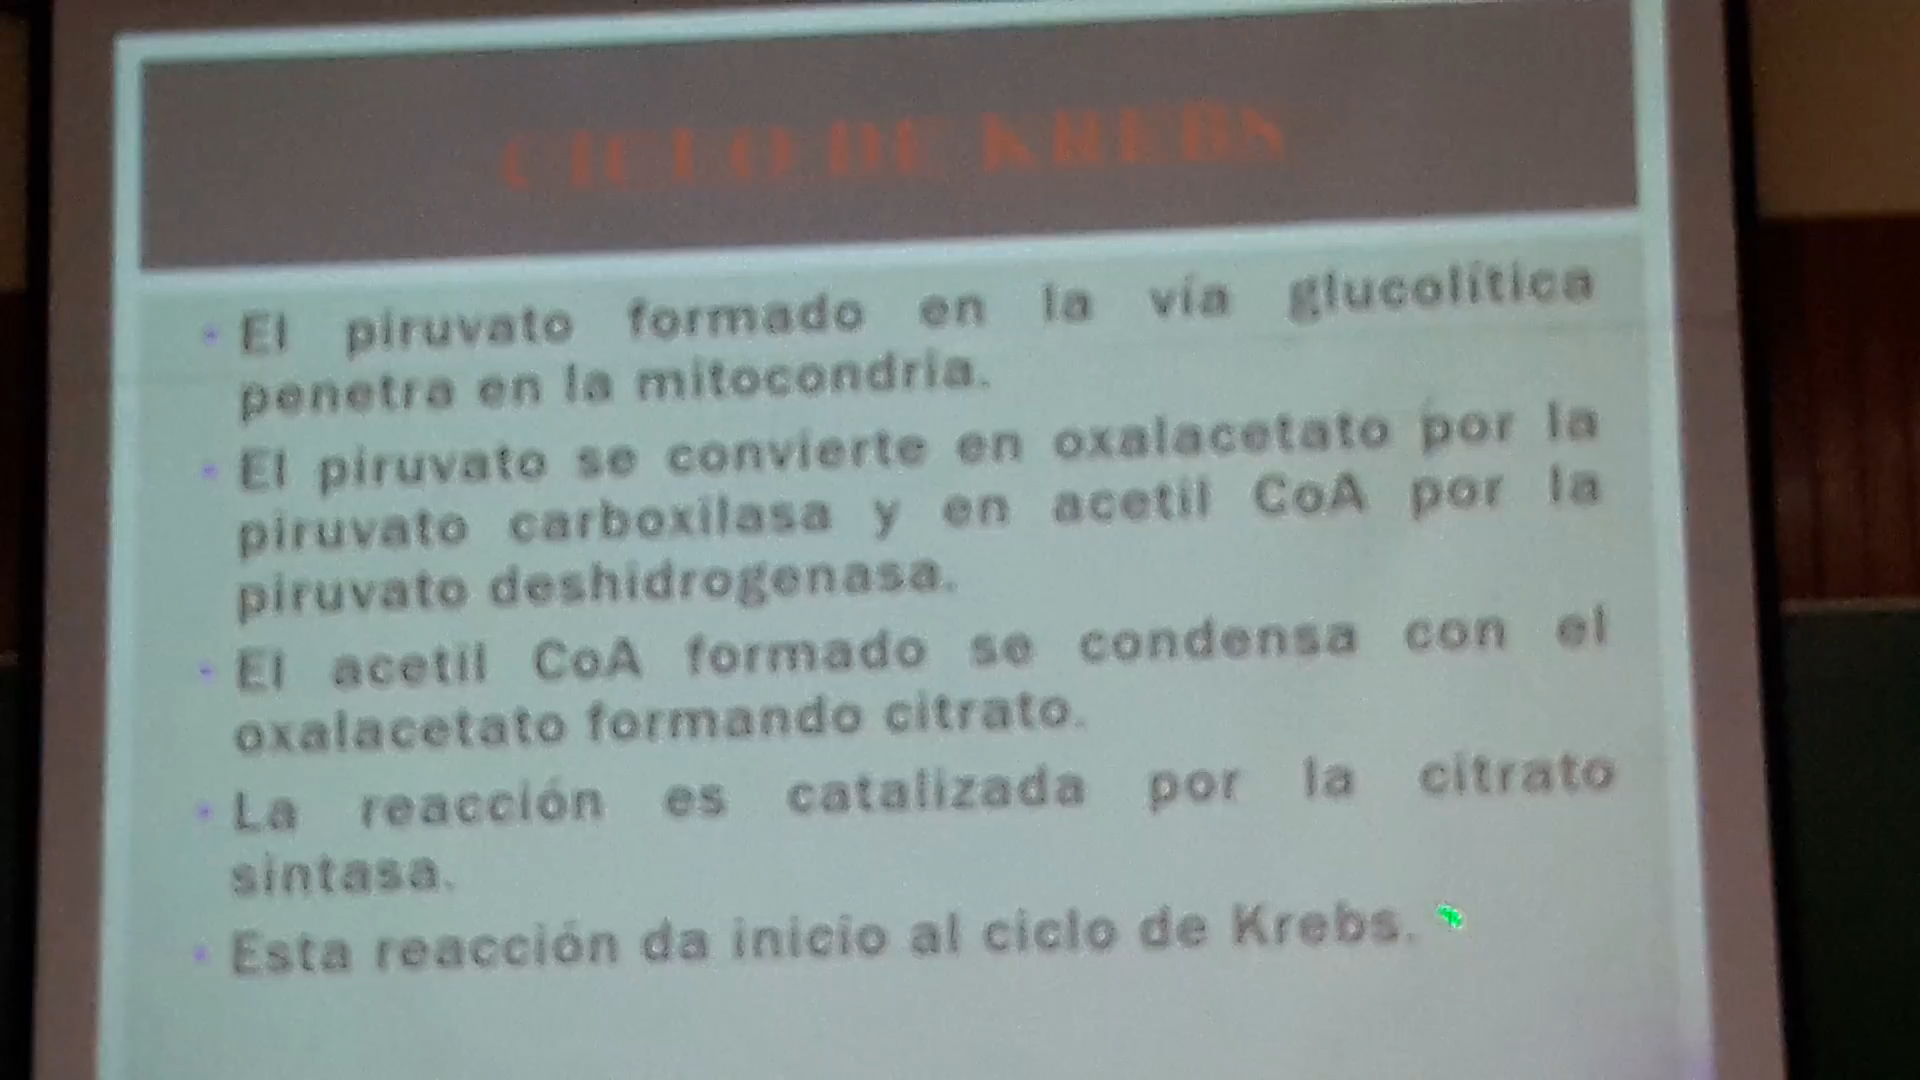 CICLO DE KREBS
• El piruvato formado en la vía glucolítica
penetra en la mitocondria.
• El piruvato se convierte en oxalacetato por la
piruvato carboxilasa y en acetil CoA por la
piruvato deshidrogenasa.
• El acetil CoA formado se condensa con el
oxalacetato formando citrato.
• La reacción es catalizada por la citrato
sintasa.
• Esta reacción da inicio al ciclo de Krebs.